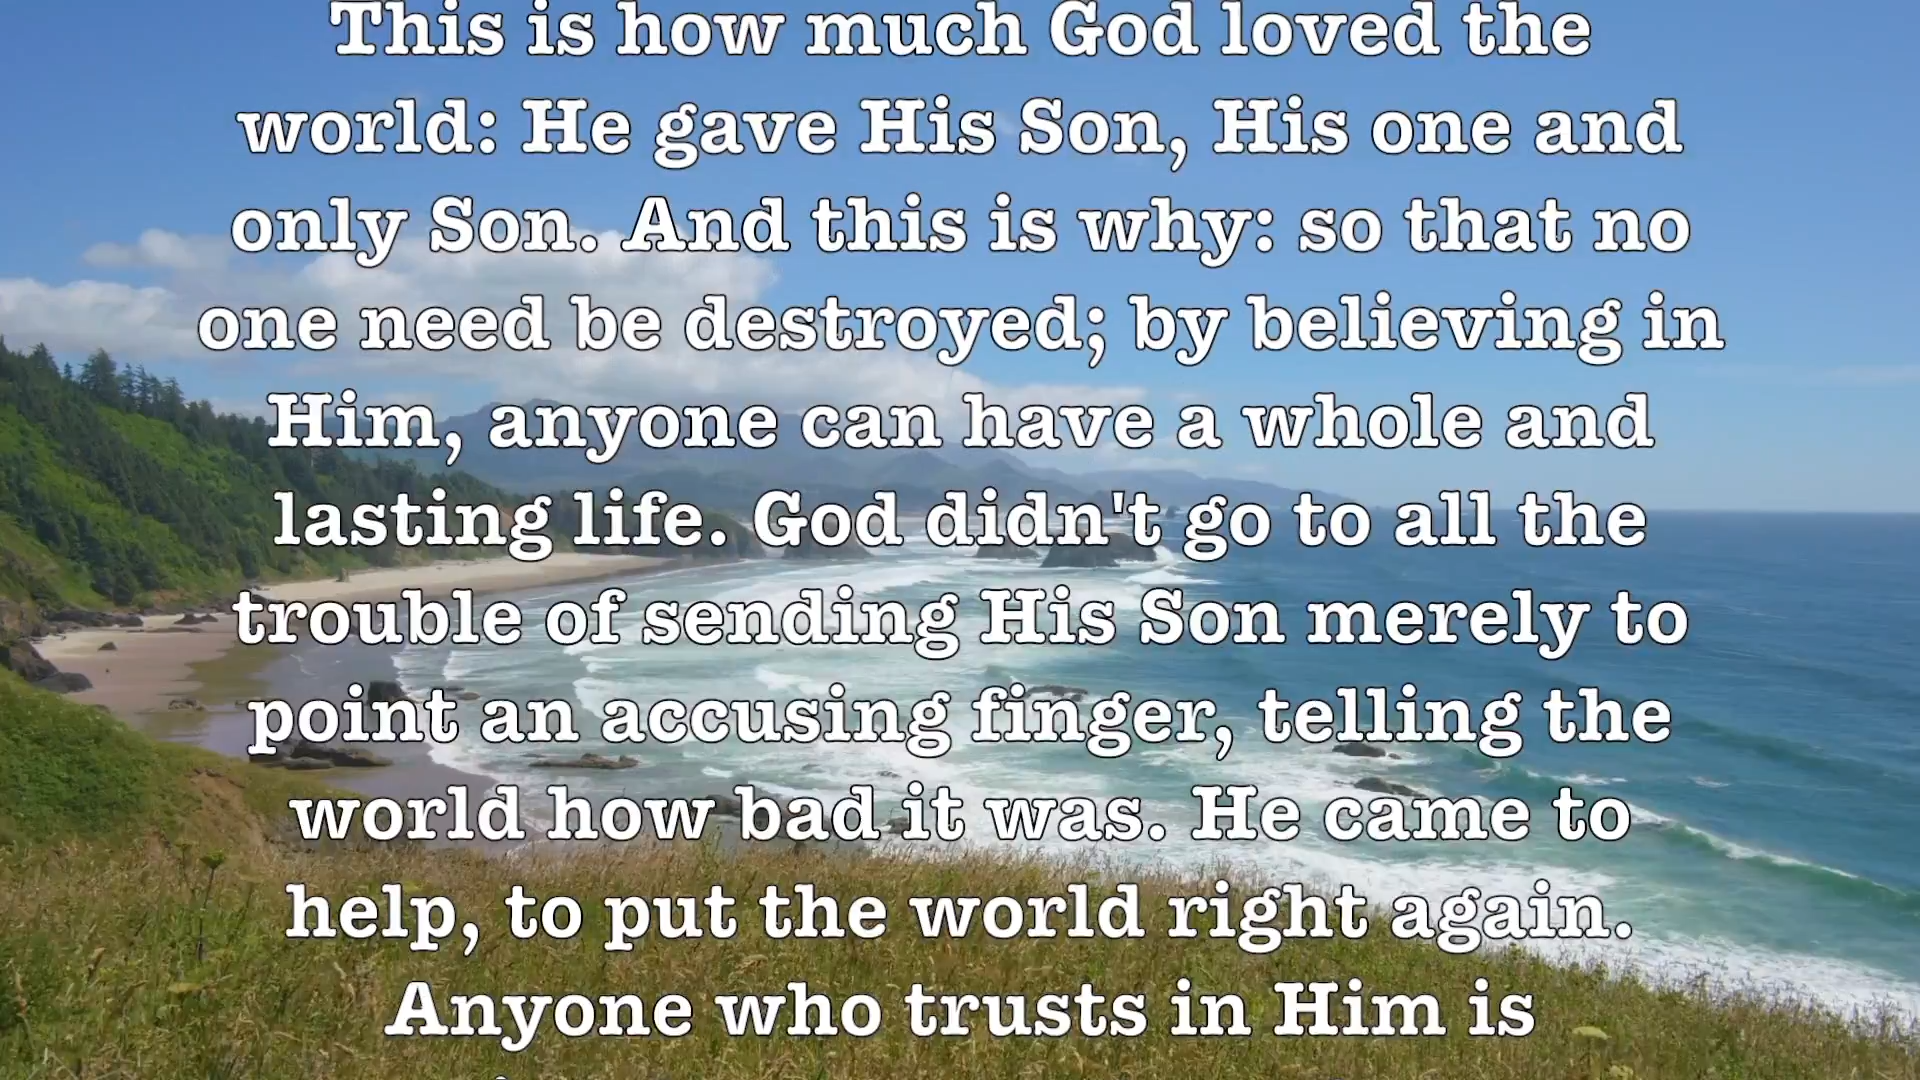 This is how much God loved the
world: He gave His Son, His one and
only Son. And this is why: so that no
one need be destroyed; by believing in
Him, anyone can have a whole and
lasting life. God didn't go to all the
trouble of sending His Son merely to
point an accusing finger, telling the
world how bad it was. He came to
help, to put the world right again.
Anyone who trusts in Him is